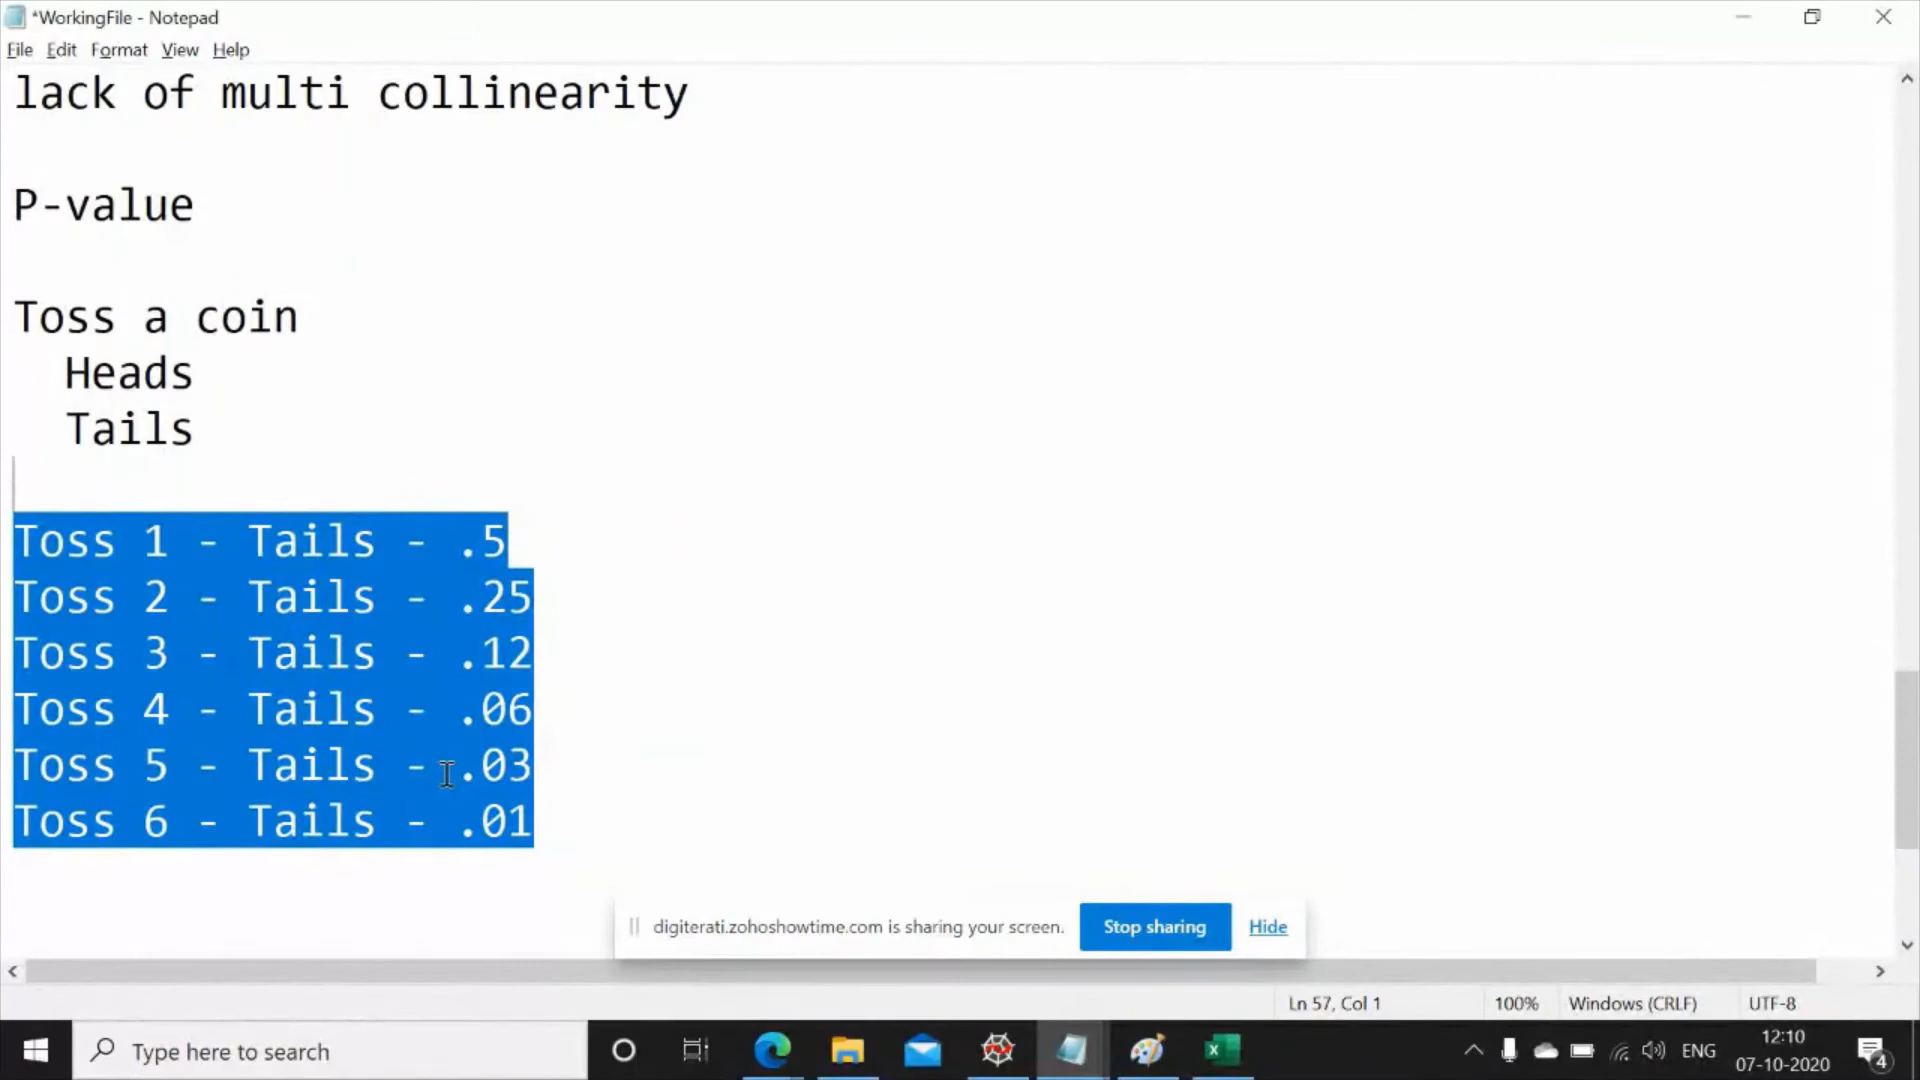 *WorkingFile - Notepad
File Edit Format View Help
lack of multi collinearity
P-value
Toss a coin
Heads
Tails
Toss 1 - Tails - .5
Toss 2 - Tails - .25
Toss 3 - Tails - .12
Toss 4 - Tails - .06
Toss 5 - Tails - .03
Toss 6 - Tails - .01
digiterati.zohoshowtime.com is sharing your screen. Stop sharing Hide
Ln 57, Col 1 100% Windows (CRLF) UTF-8
Type here to search
ENG
12:10
07-10-2020
4